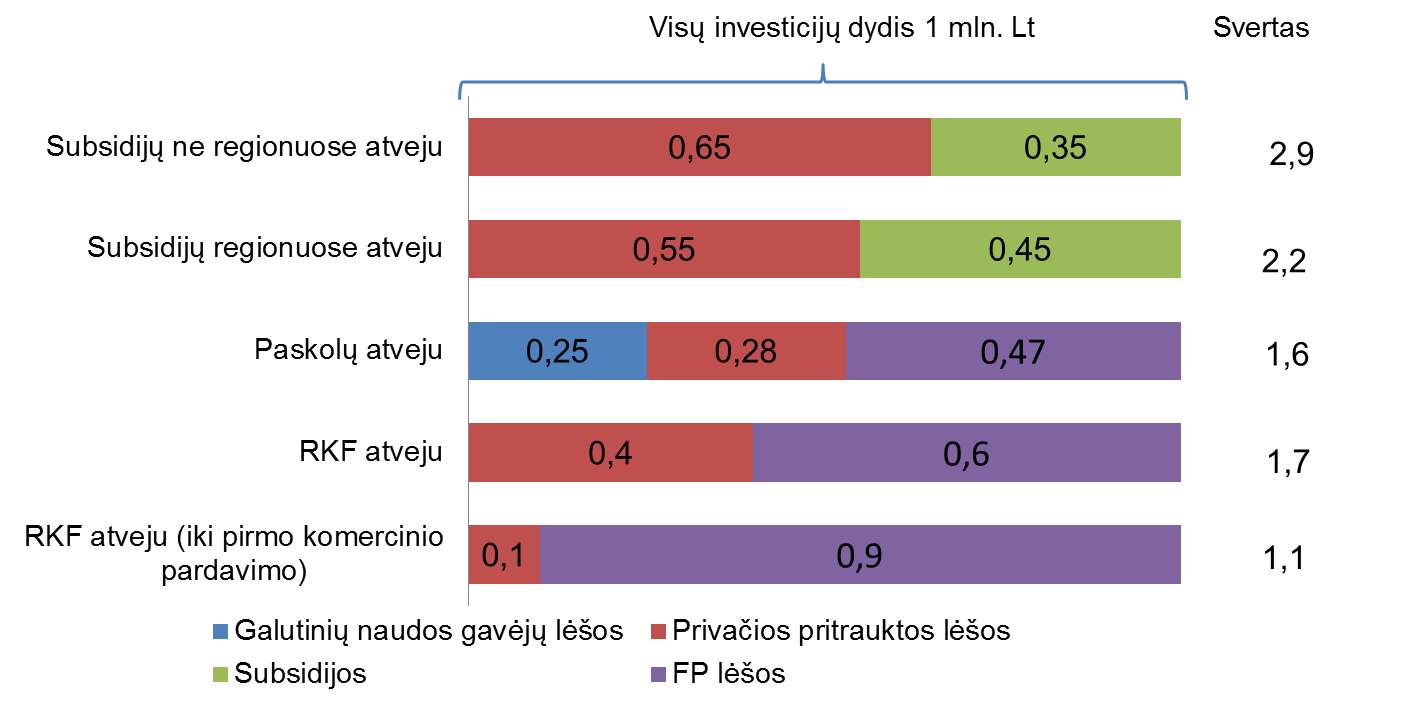 Visų investicijų dydis 1 mln. Lt
Svertas
Subsidijų ne regionuose atveju
0,65
0,35
2,9
Subsidijų regionuose atveju
0,55
0,45
2,2
Paskolų atveju
0,25
0,28
0,47
1,6
RKF atveju
0,4
0,6
1,7
RKF atveju (iki pirmo komercinio
pardavimo)
0,1
0,9
1,1
Galutinių naudos gavėjų lėšos
Privačios pritrauktos lėšos
Subsidijos
FP lėšos